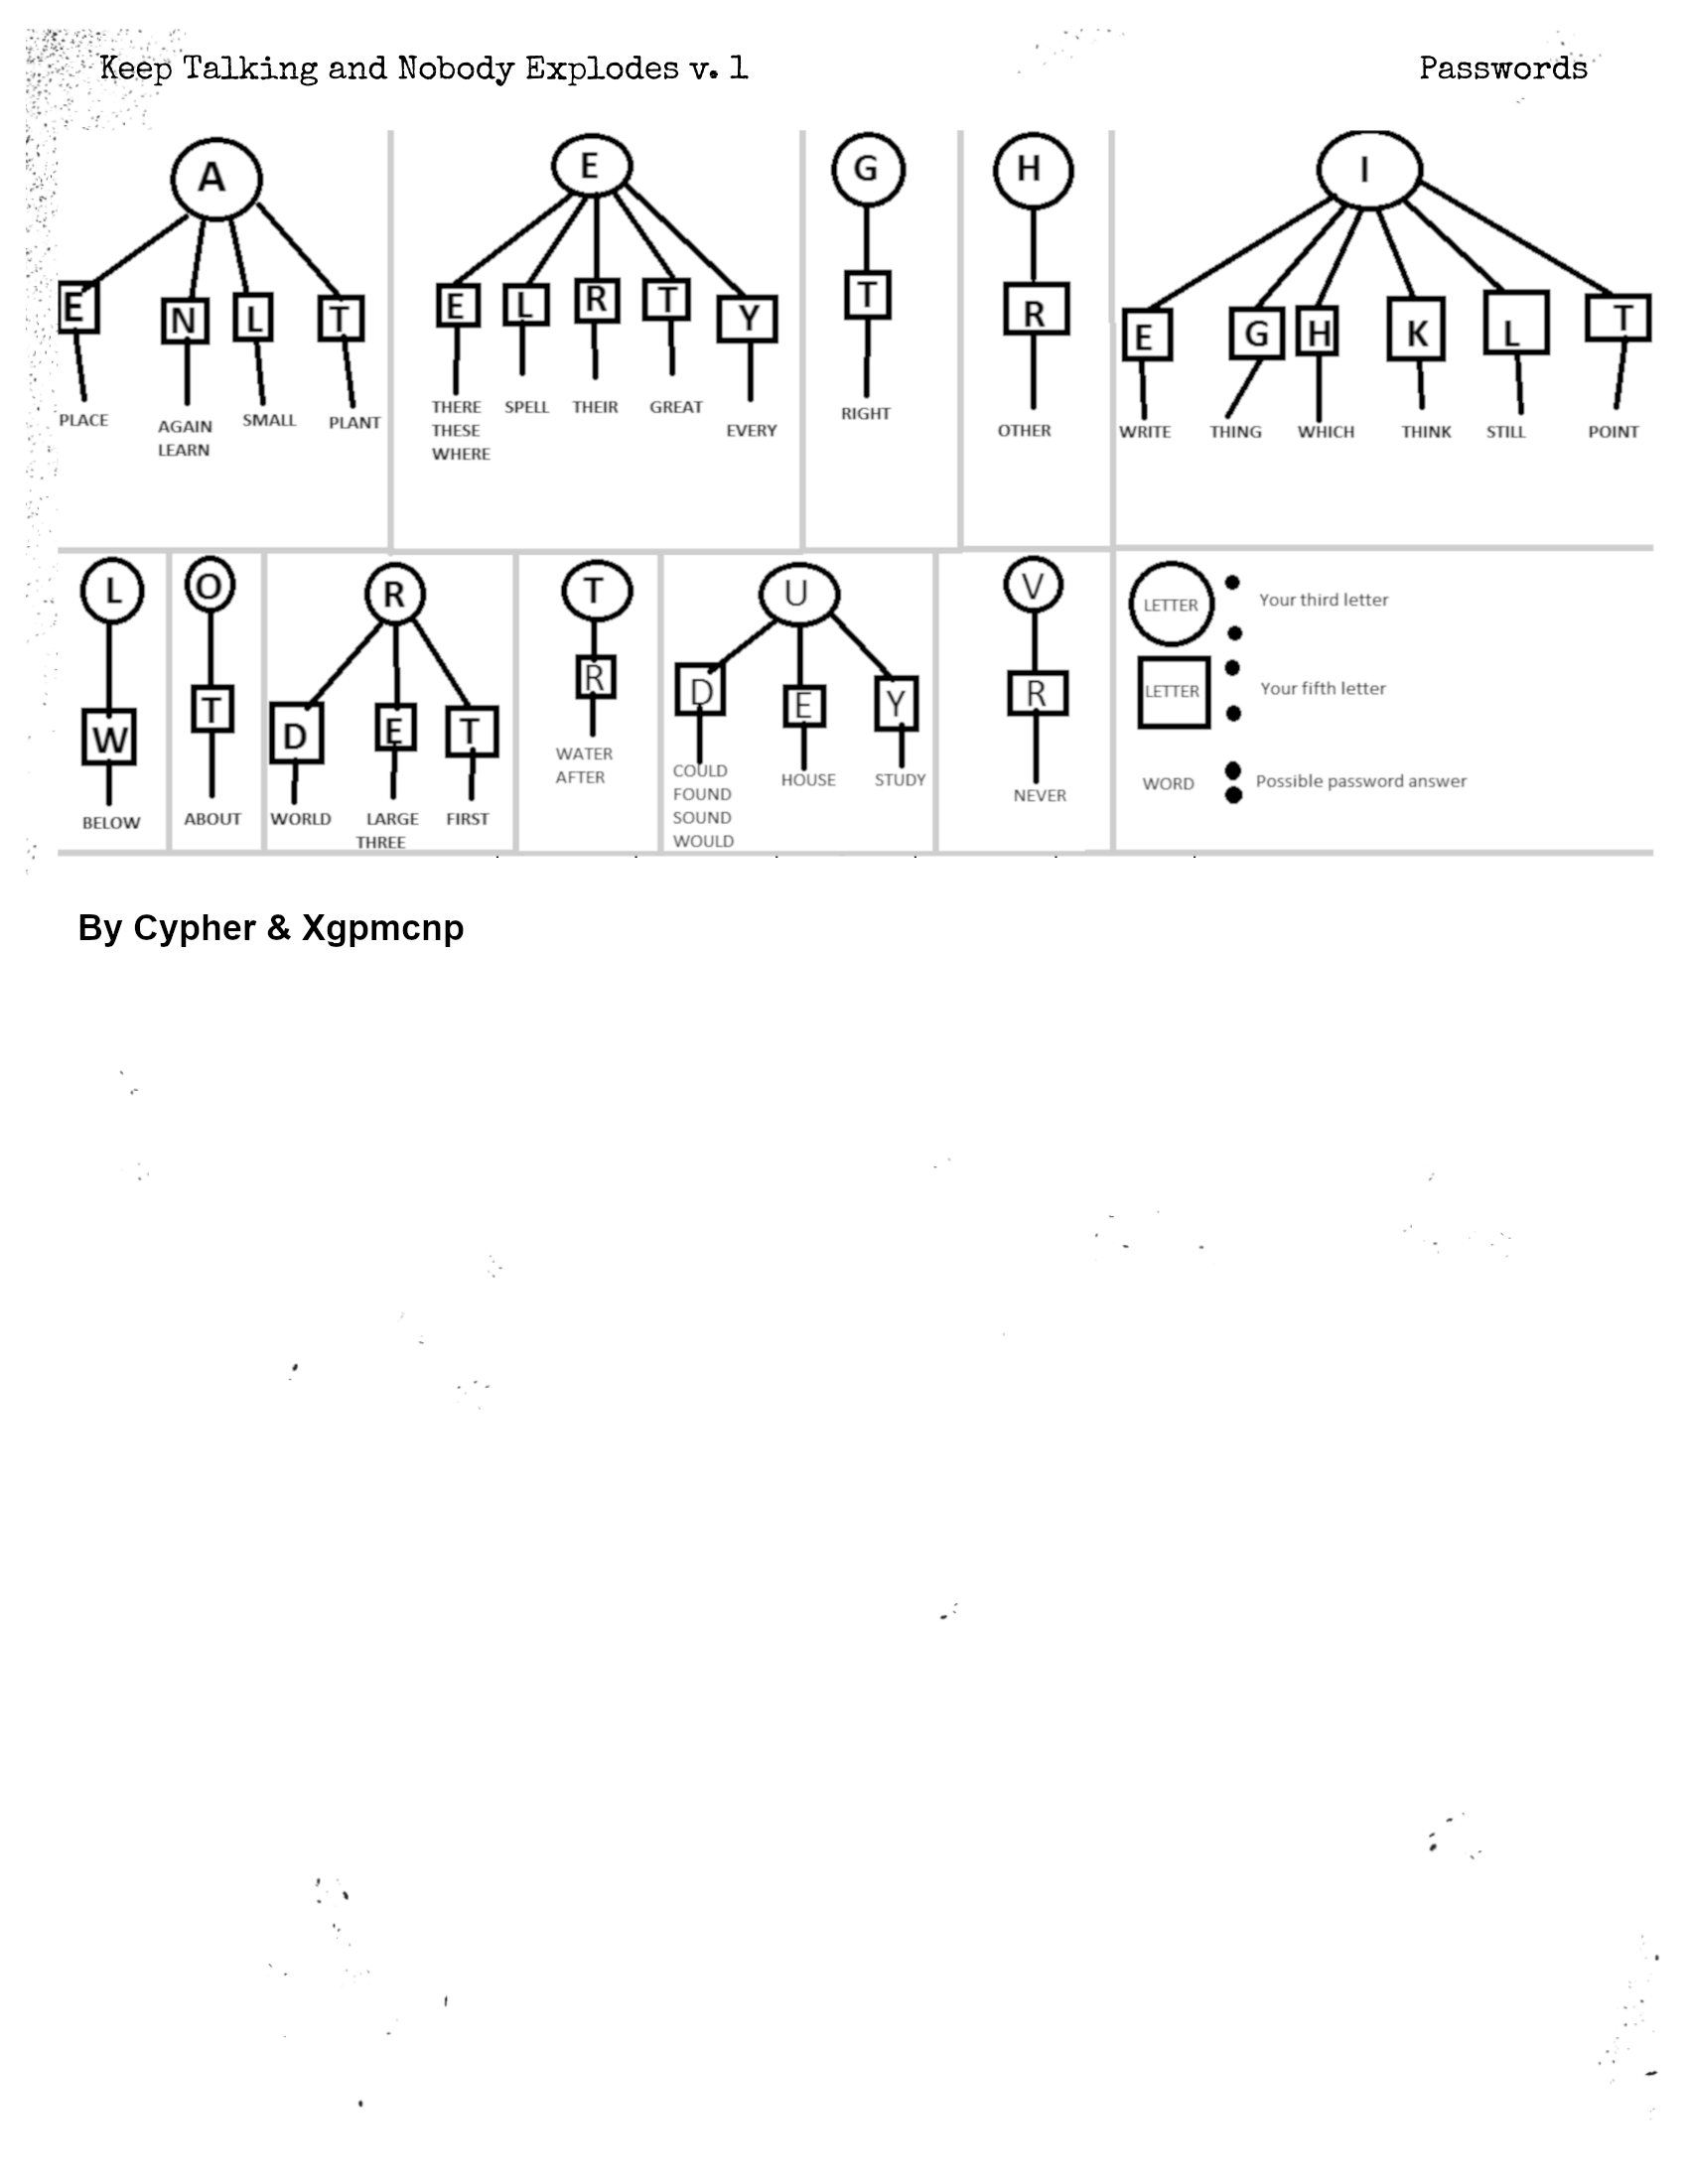 Keep Talking and Nobody Explodes v. 1
Passwords
A
E
N
L
T
PLACE
AGAIN
LEARN
SMALL
PLANT
E
E
L
R
T
Y
THERE
THESE
WHERE
SPELL
THEIR
GREAT
EVERY
G
T
RIGHT
H
R
OTHER
I
E
G
H
K
L
T
WRITE
THING
WHICH
THINK
STILL
POINT
L
W
BELOW
O
T
ABOUT
R
D
E
T
WORLD
LARGE
THREE
FIRST
T
R
WATER
AFTER
U
D
E
Y
COULD
FOUND
SOUND
WOULD
HOUSE
STUDY
V
R
NEVER
LETTER
Your third letter
LETTER
Your fifth letter
WORD
Possible password answer
By Cypher & Xgpmcnp